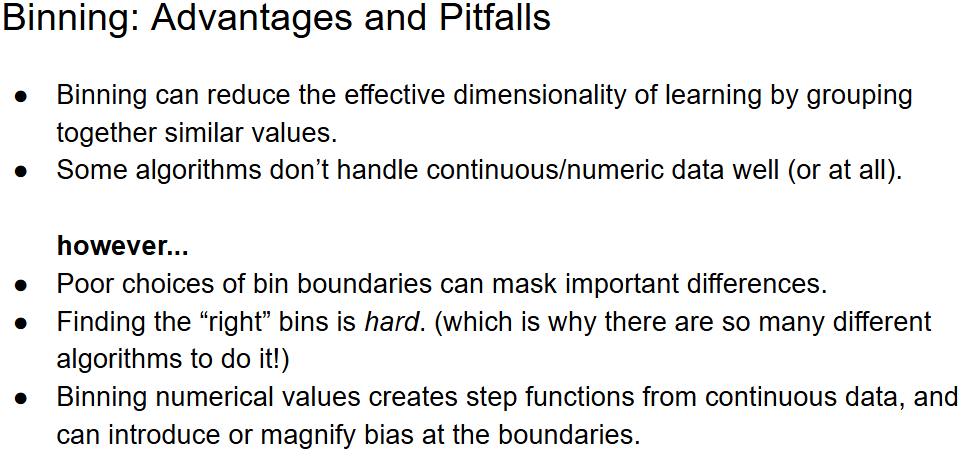 Binning: Advantages and Pitfalls
● Binning can reduce the effective dimensionality of learning by grouping
together similar values.
● Some algorithms don’t handle continuous/numeric data well (or at all).
however...
● Poor choices of bin boundaries can mask important differences.
● Finding the “right” bins is hard. (which is why there are so many different
algorithms to do it!)
● Binning numerical values creates step functions from continuous data, and
can introduce or magnify bias at the boundaries.